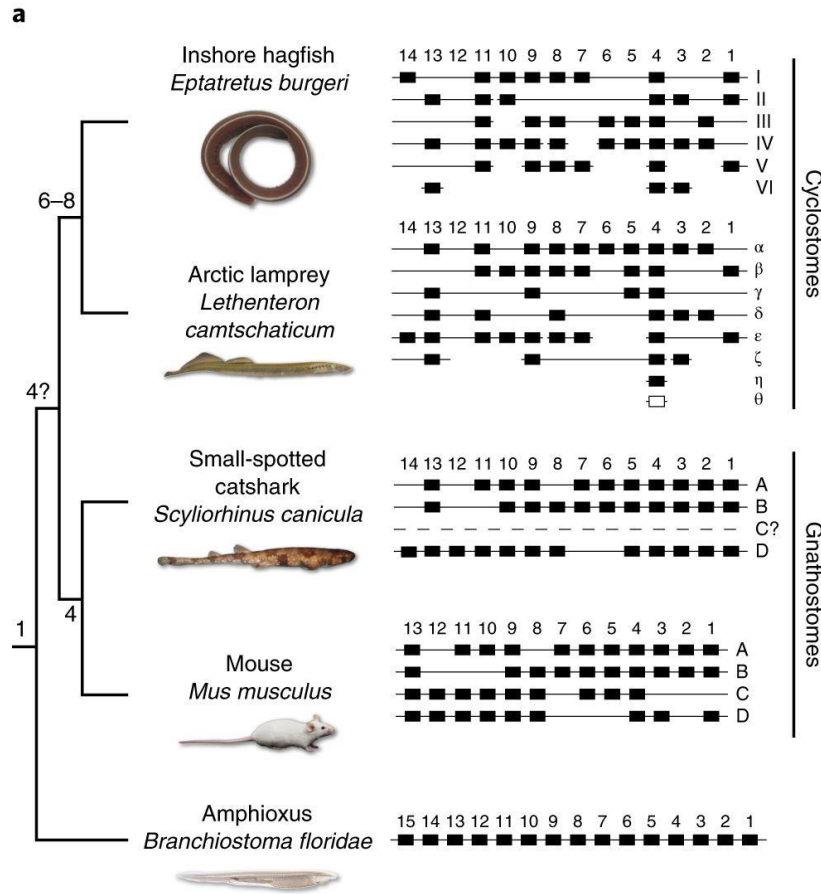 a
Inshore hagfish
Eptatretus burgeri
14 13 12 11 10 9 8 7 6 5 4 3 2 1
I
II
III
IV
V
VI
6–8
Arctic lamprey
Lethenteron
camtschaticum
14 13 12 11 10 9 8 7 6 5 4 3 2 1
α
β
γ
δ
ε
ζ
η
θ
Cyclostomes
4?
Small-spotted
catshark
Scyliorhinus canicula
14 13 12 11 10 9 8 7 6 5 4 3 2 1
A
B
C?
D
4
1
Mouse
Mus musculus
13 12 11 10 9 8 7 6 5 4 3 2 1
A
B
C
D
Gnathostomes
Amphioxus
Branchiostoma floridae
15 14 13 12 11 10 9 8 7 6 5 4 3 2 1